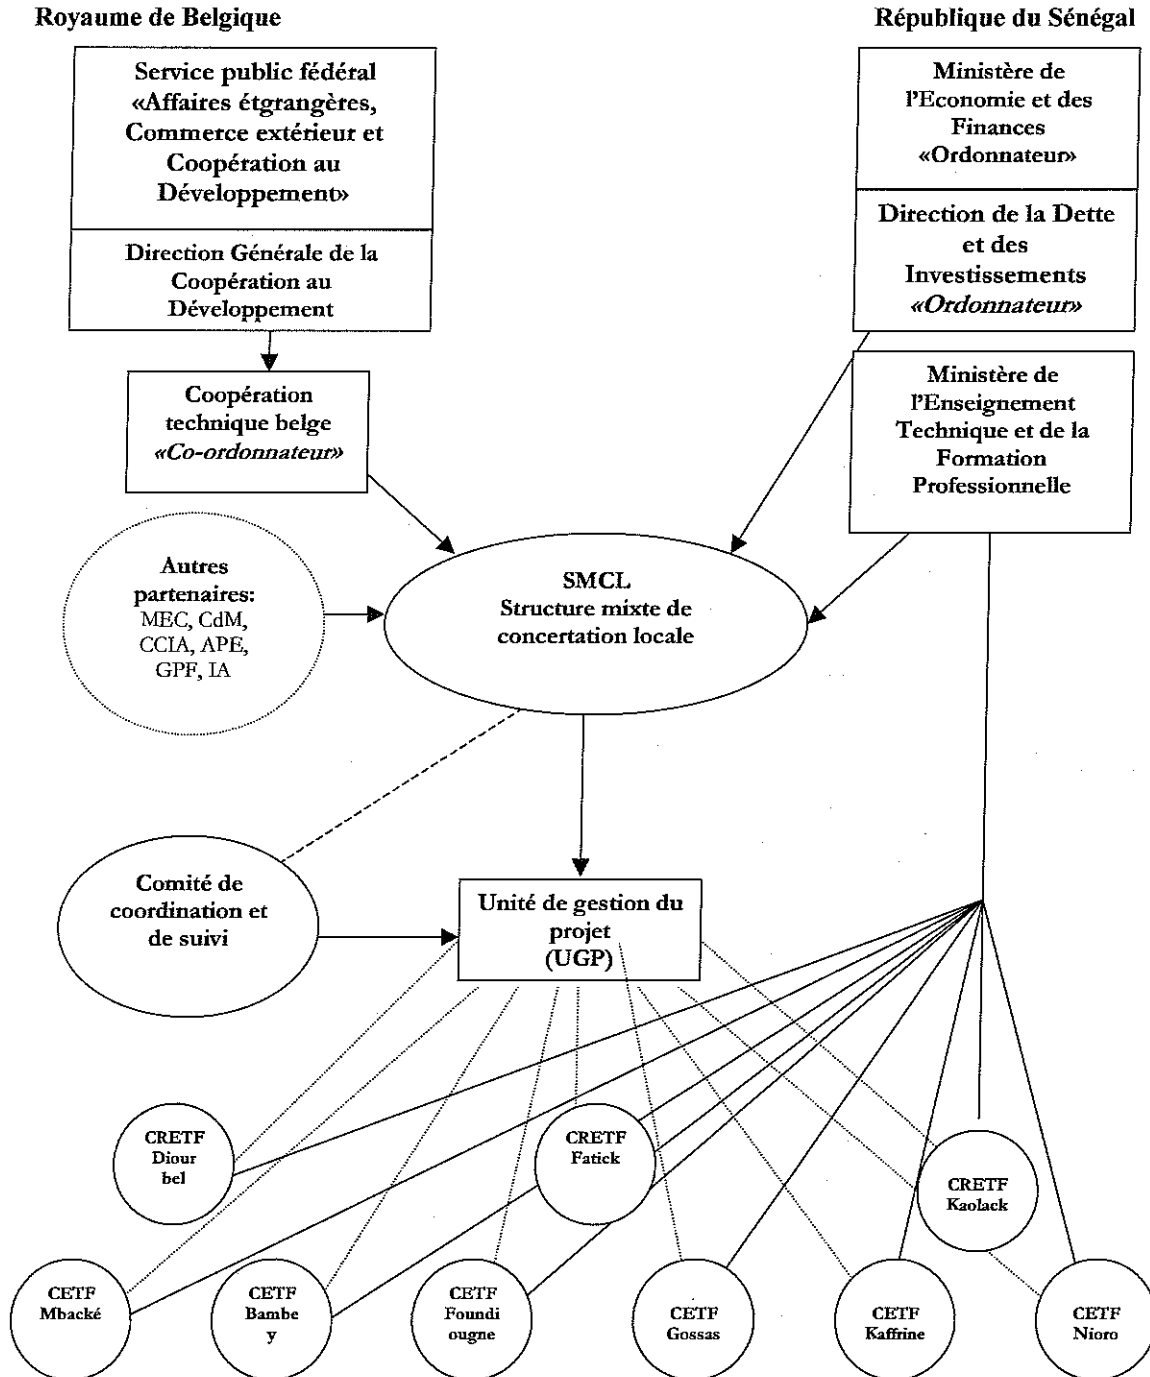 Royaume de Belgique
République du Sénégal
Service public fédéral
«Affaires étgrangères,
Commerce extérieur et
Coopération au
Développement»
Direction Générale de la
Coopération au
Développement
Ministère de
l'Economie et des
Finances
«Ordonnateur»
Direction de la Dette
et des
Investissements
«Ordonnateur»
Coopération
technique belge
«Co-ordonnateur»
Ministère de
l'Enseignement
Technique et de la
Formation
Professionnelle
Autres
partenaires:
MEC, CdM,
CCIA, APE,
GPF, IA
SMCL
Structure mixte de
concertation locale
Comité de
coordination et
de suivi
Unité de gestion du
projet
(UGP)
CRETF
Diour
bel
CRETF
Fatick
CRETF
Kaolack
CETF
Mbacké
CETF
Bambe
y
CETF
Foundi
ougne
CETF
Gossas
CETF
Kaffrine
CETF
Nioro